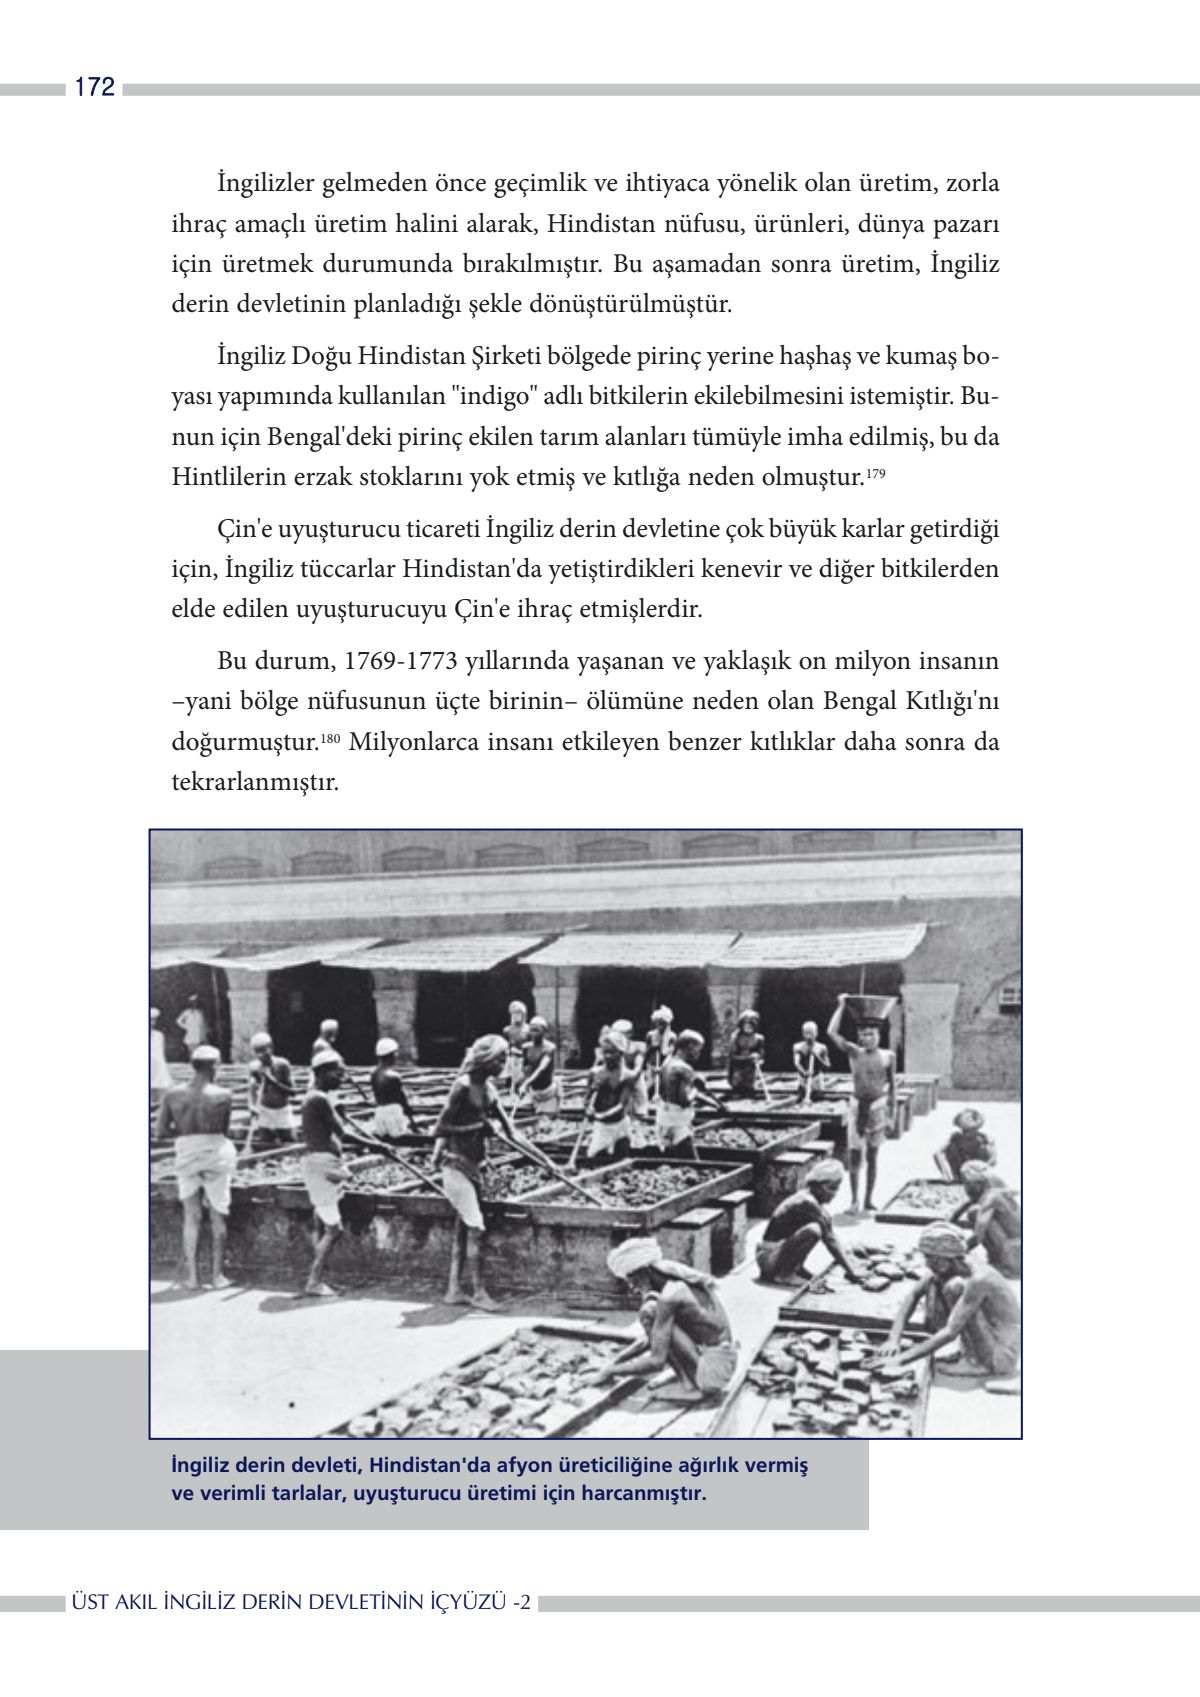 172
İngilizler gelmeden önce geçimlik ve ihtiyaca yönelik olan üretim, zorla
ihraç amaçlı üretim halini alarak, Hindistan nüfusu, ürünleri, dünya pazarı
için üretmek durumunda bırakılmıştır. Bu aşamadan sonra üretim, İngiliz
derin devletinin planladığı şekle dönüştürülmüştür.
İngiliz Doğu Hindistan Şirketi bölgede pirinç yerine haşhaş ve kumaş bo-
yası yapımında kullanılan "indigo" adlı bitkilerin ekilebilmesini istemiştir. Bu-
nun için Bengal'deki pirinç ekilen tarım alanları tümüyle imha edilmiş, bu da
Hintlilerin erzak stoklarını yok etmiş ve kıtlığa neden olmuştur.179
Çin'e uyuşturucu ticareti İngiliz derin devletine çok büyük karlar getirdiği
için, İngiliz tüccarlar Hindistan'da yetiştirdikleri kenevir ve diğer bitkilerden
elde edilen uyuşturucuyu Çin'e ihraç etmişlerdir.
Bu durum, 1769-1773 yıllarında yaşanan ve yaklaşık on milyon insanın
–yani bölge nüfusunun üçte birinin– ölümüne neden olan Bengal Kıtlığı'nı
doğurmuştur.180 Milyonlarca insanı etkileyen benzer kıtlıklar daha sonra da
tekrarlanmıştır.
İngiliz derin devleti, Hindistan'da afyon üreticiliğine ağırlık vermiş
ve verimli tarlalar, uyuşturucu üretimi için harcanmıştır.
ÜST AKIL İNGİLİZ DERİN DEVLETİNİN İÇYÜZÜ -2